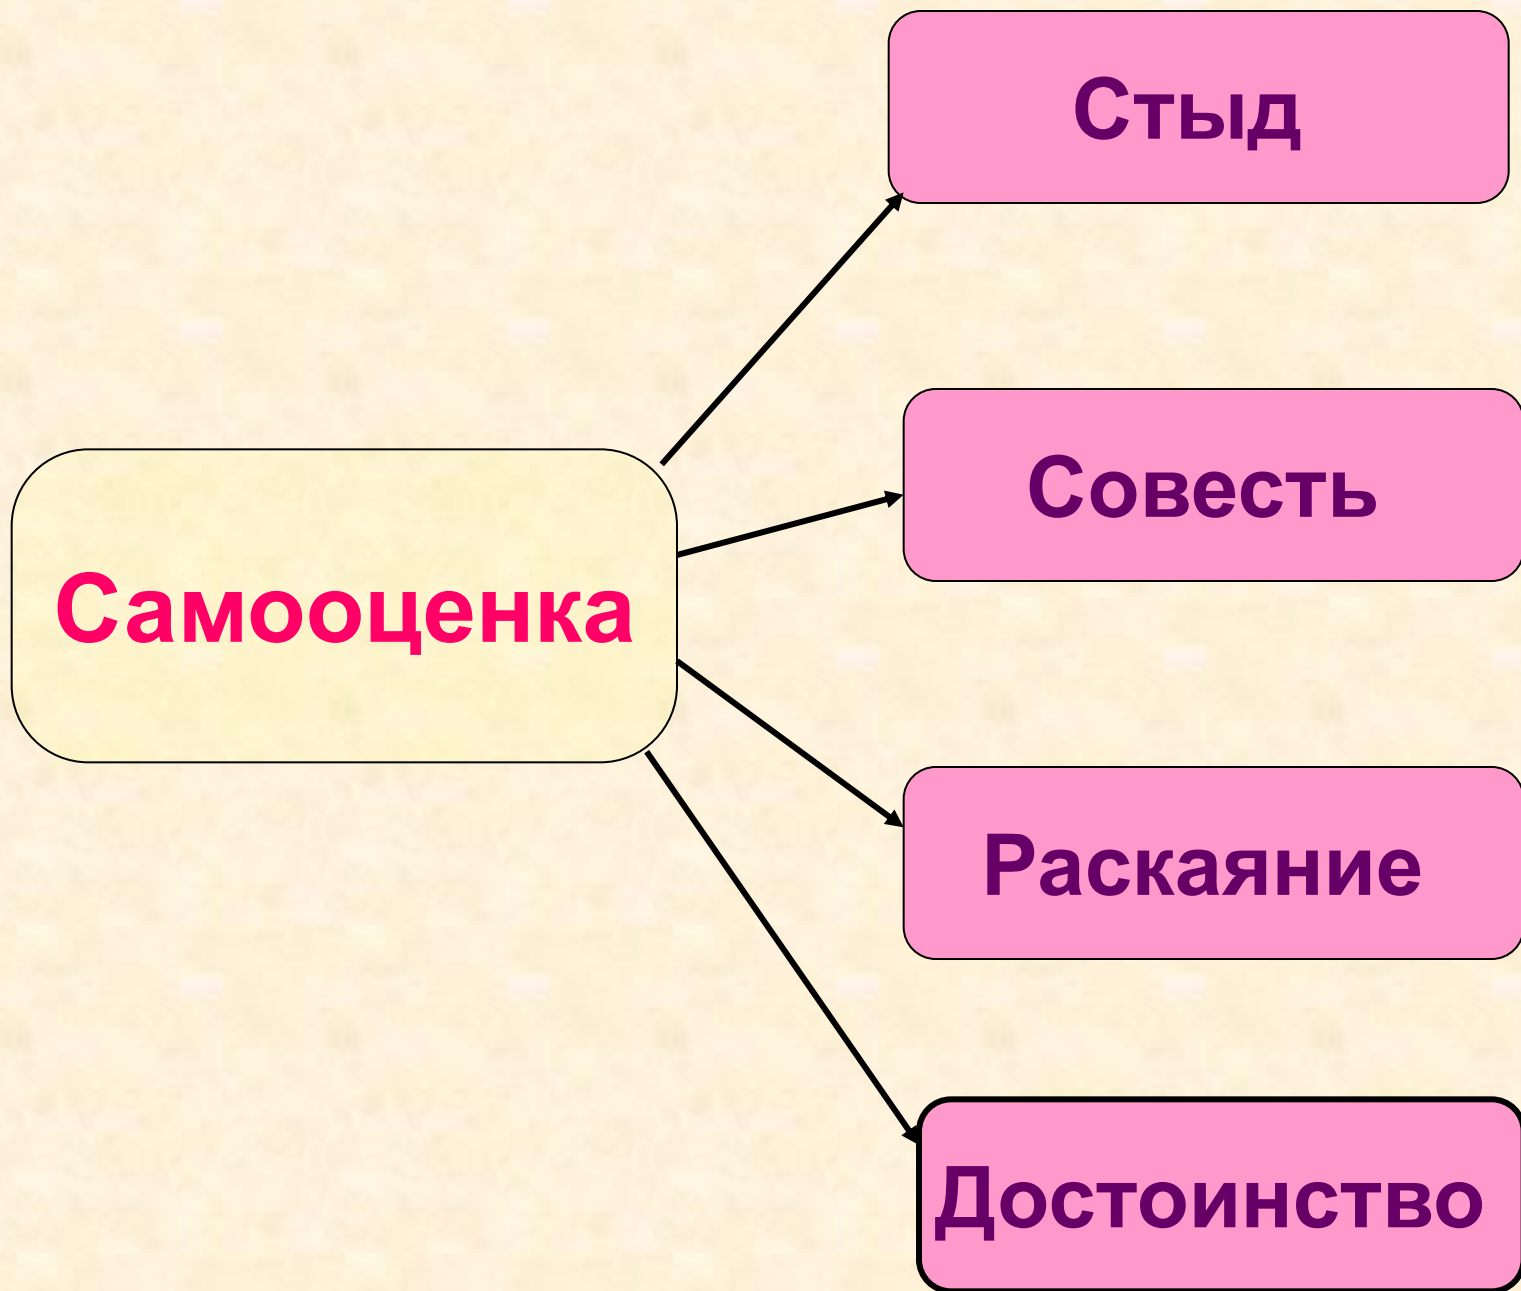 Стыд
Совесть
Самооценка
Раскаяние
Достоинство